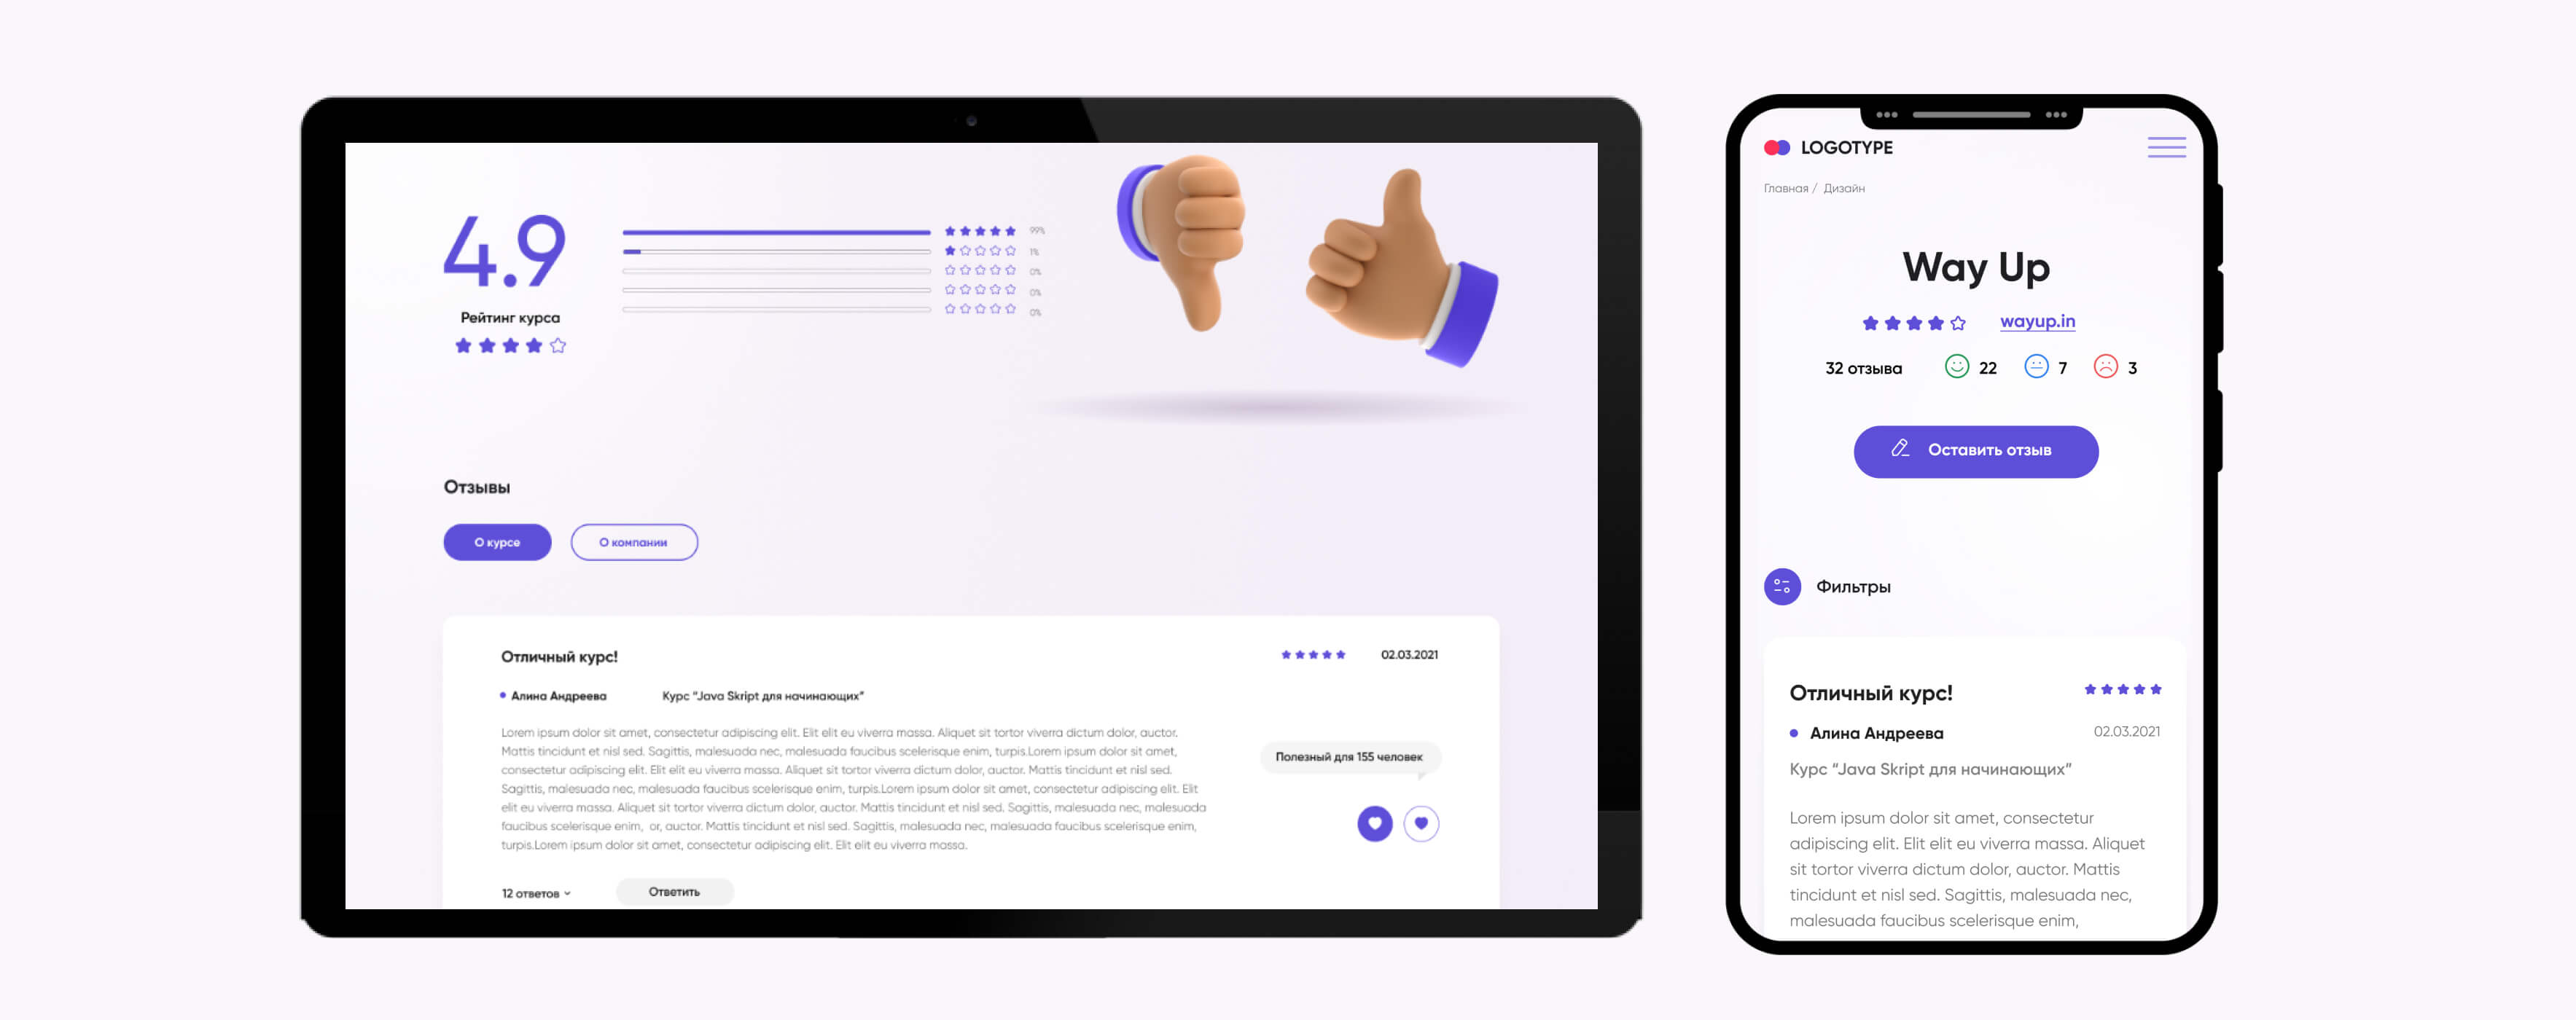 4.9
Рейтинг курса
99%
1%
0%
0%
0%
Отзывы
О курсе
О компании
Отличный курс!
02.03.2021
Алина Андреева
Курс “Java Skript для начинающих”
Lorem ipsum dolor sit amet, consectetur adipiscing elit. Elit elit eu viverra massa. Aliquet sit tortor viverra dictum dolor, auctor.
Mattis tincidunt et nisl sed. Sagittis, malesuada nec, malesuada faucibus scelerisque enim, turpis.Lorem ipsum dolor sit amet,
consectetur adipiscing elit. Elit elit eu viverra massa. Aliquet sit tortor viverra dictum dolor, auctor. Mattis tincidunt et nisl sed.
Sagittis, malesuada nec, malesuada faucibus scelerisque enim, turpis.Lorem ipsum dolor sit amet, consectetur adipiscing elit. Elit
elit eu viverra massa. Aliquet sit tortor viverra dictum dolor, auctor. Mattis tincidunt et nisl sed. Sagittis, malesuada nec, malesuada
faucibus scelerisque enim, or, auctor. Mattis tincidunt et nisl sed. Sagittis, malesuada nec, malesuada faucibus scelerisque enim,
turpis.Lorem ipsum dolor sit amet, consectetur adipiscing elit. Elit elit eu viverra massa.
Полезный для 155 человек
12 ответов
Ответить
LOGOTYPE
Главная / Дизайн
Way Up
wayup.in
32 отзыва 22 7 3
Оставить отзыв
Фильтры
Отличный курс!
Алина Андреева 02.03.2021
Курс “Java Skript для начинающих”
Lorem ipsum dolor sit amet, consectetur
adipiscing elit. Elit elit eu viverra massa. Aliquet
sit tortor viverra dictum dolor, auctor. Mattis
tincidunt et nisl sed. Sagittis, malesuada nec,
malesuada faucibus scelerisque enim,